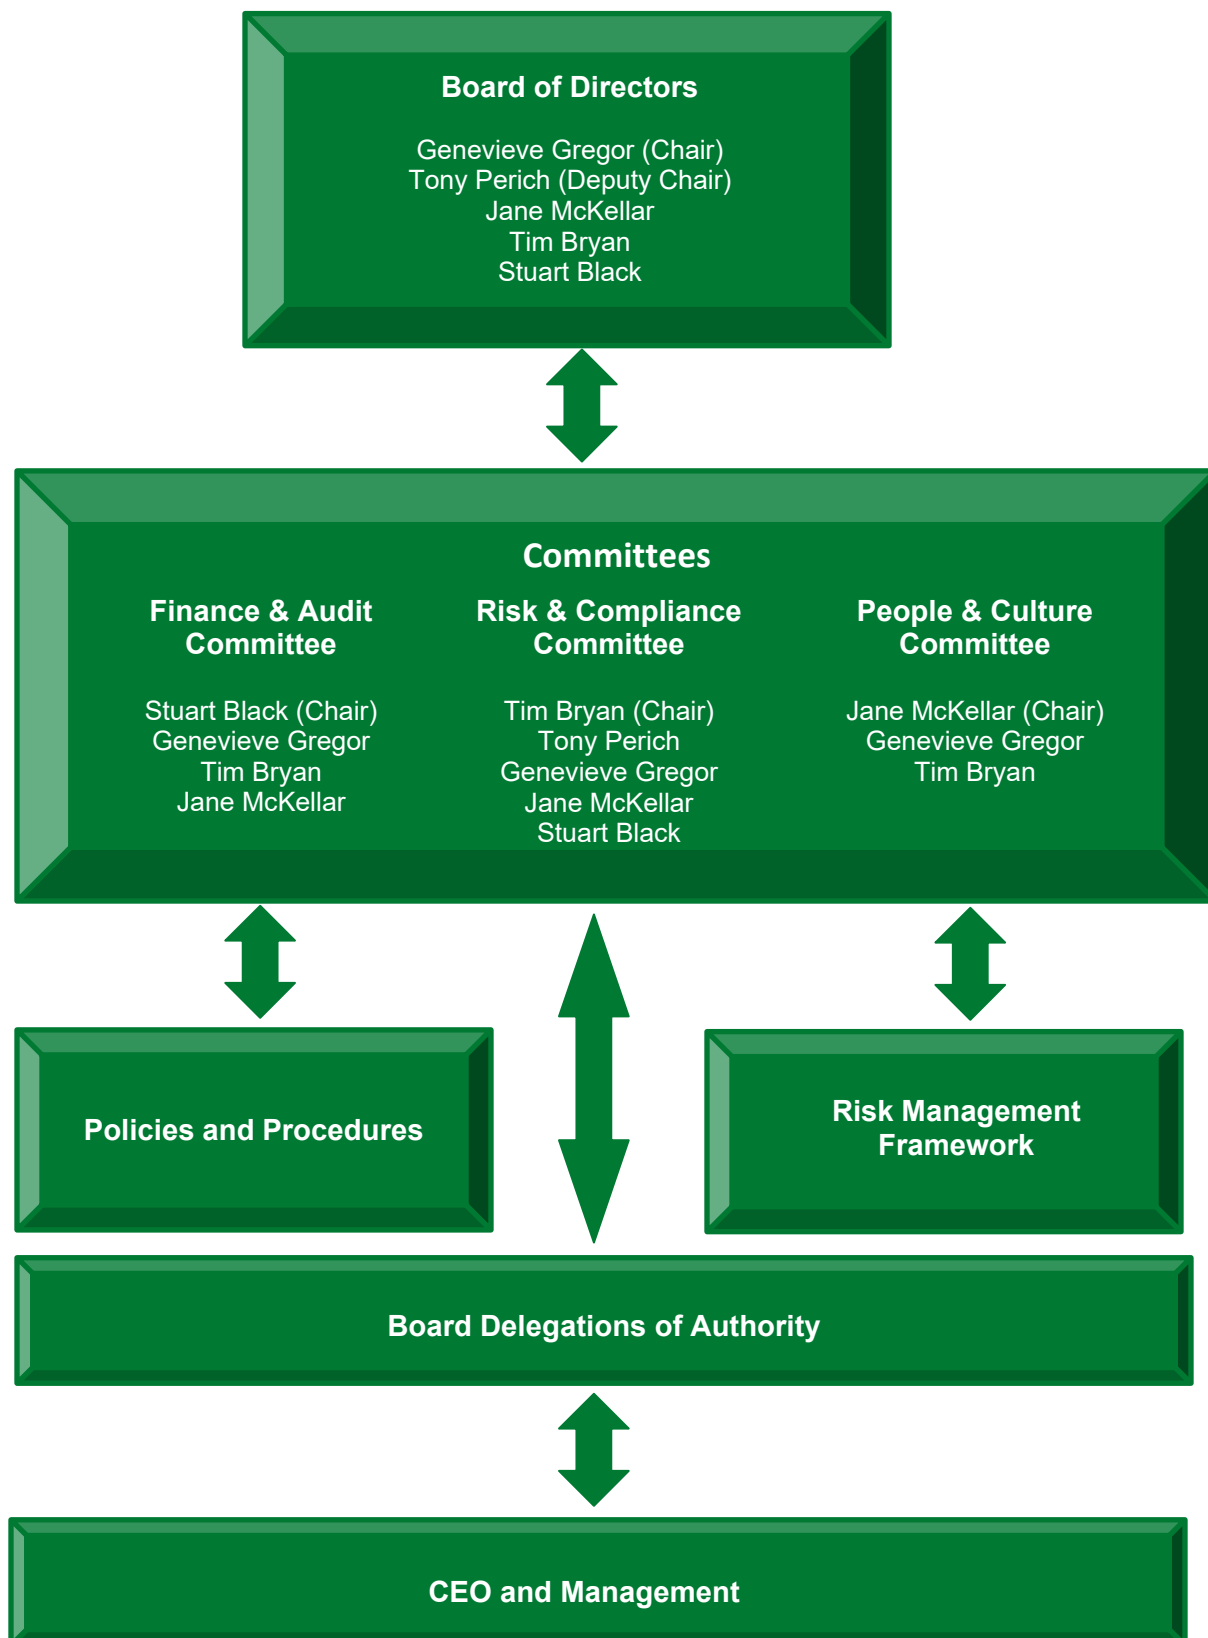 Board of Directors
Genevieve Gregor (Chair)
Tony Perich (Deputy Chair)
Jane McKellar
Tim Bryan
Stuart Black
Committees
Finance & Audit
Committee
Stuart Black (Chair)
Genevieve Gregor
Tim Bryan
Jane McKellar
Risk & Compliance
Committee
Tim Bryan (Chair)
Tony Perich
Genevieve Gregor
Jane McKellar
Stuart Black
People & Culture
Committee
Jane McKellar (Chair)
Genevieve Gregor
Tim Bryan
Policies and Procedures
Risk Management
Framework
Board Delegations of Authority
CEO and Management